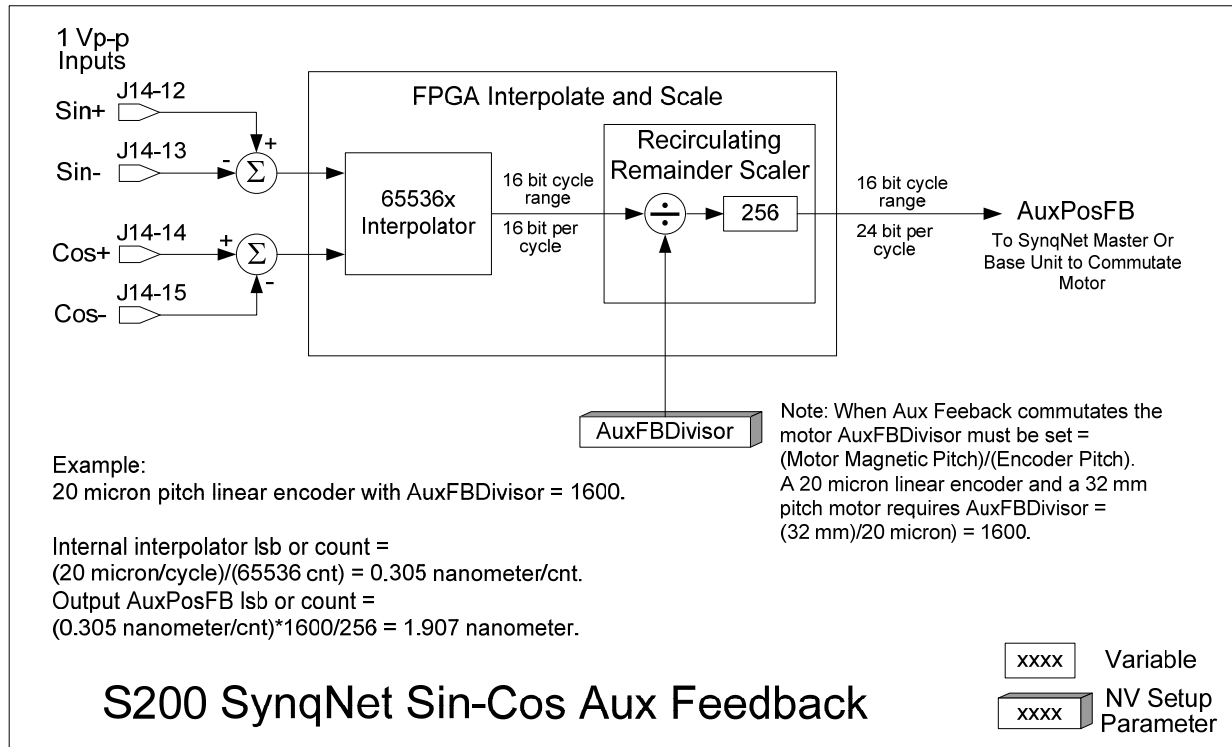 1 Vp-p
Inputs
J14-12
Sin+
J14-13
Sin-
J14-14
Cos+
J14-15
Cos-
+
-
Σ
+
-
Σ
FPGA Interpolate and Scale
65536x
Interpolator
16 bit cycle
range
16 bit per
cycle
Recirculating
Remainder Scaler
÷
256
16 bit cycle
range
24 bit per
cycle
AuxPosFB
To SynqNet Master Or
Base Unit to Commutate
Motor
AuxFBDivisor
Note: When Aux Feeback commutates the
motor AuxFBDivisor must be set =
(Motor Magnetic Pitch)/(Encoder Pitch).
A 20 micron linear encoder and a 32 mm
pitch motor requires AuxFBDivisor =
(32 mm)/20 micron) = 1600.
Example:
20 micron pitch linear encoder with AuxFBDivisor = 1600.
Internal interpolator lsb or count =
(20 micron/cycle)/(65536 cnt) = 0.305 nanometer/cnt.
Output AuxPosFB lsb or count =
(0.305 nanometer/cnt)*1600/256 = 1.907 nanometer.
S200 SynqNet Sin-Cos Aux Feedback
xxxx
Variable
xxxx
NV Setup
Parameter